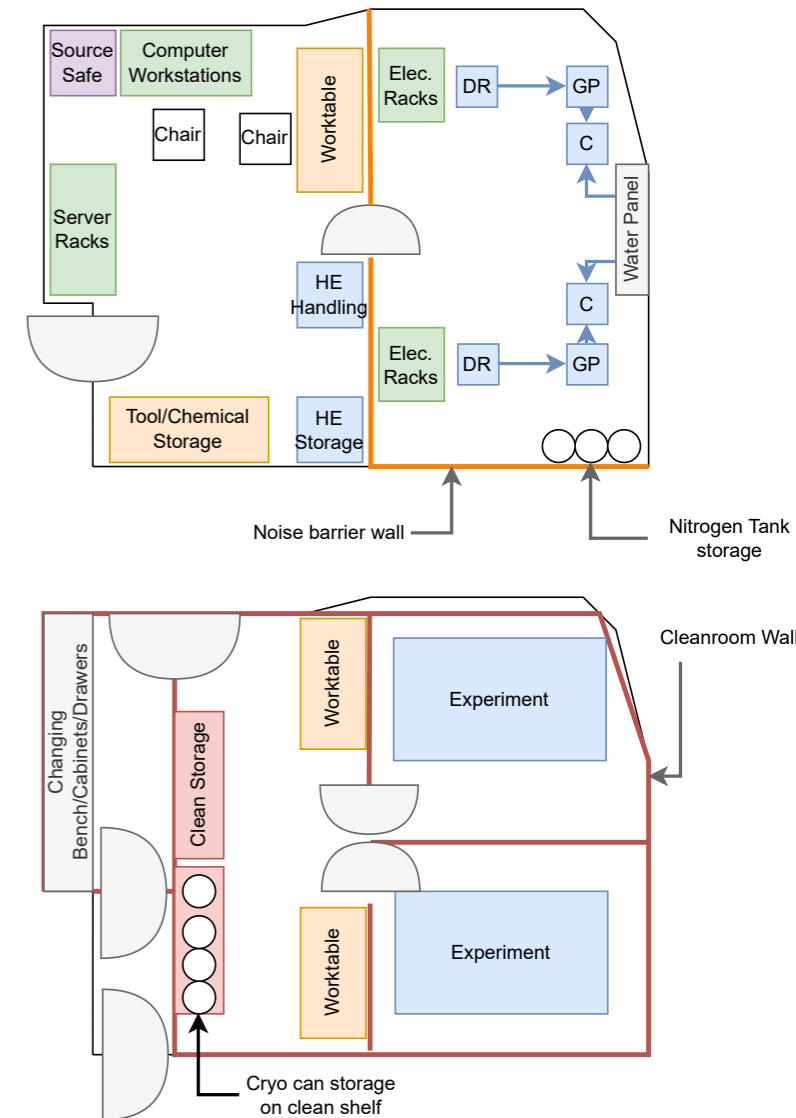 Source
Safe
Computer
Workstations
Chair
Chair
Worktable
Elec.
Racks
DR
GP
C
Water Panel
Server
Racks
HE
Handling
C
Elec.
Racks
DR
GP
Tool/Chemical
Storage
HE
Storage
Noise barrier wall
Nitrogen Tank
storage
Changing
Bench/Cabinets/Drawers
Clean Storage
Worktable
Experiment
Cleanroom Wall
Worktable
Experiment
Cryo can storage
on clean shelf